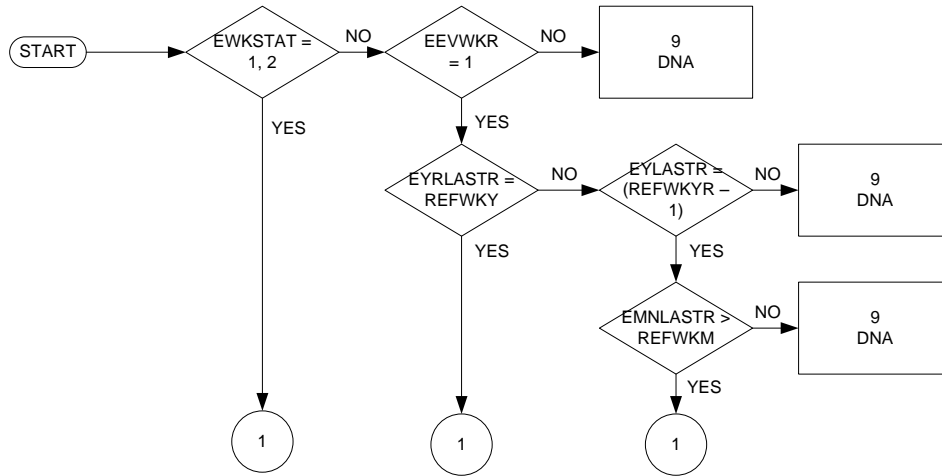 START
EWKSTAT =
1, 2
NO
EEVWKR
= 1
NO
9
DNA
YES
YES
EYRLASTR =
REFWKY
NO
EYLASTR =
(REFWKYR –
1)
NO
9
DNA
YES
YES
EMNLASTR >
REFWKM
NO
9
DNA
YES
1
1
1